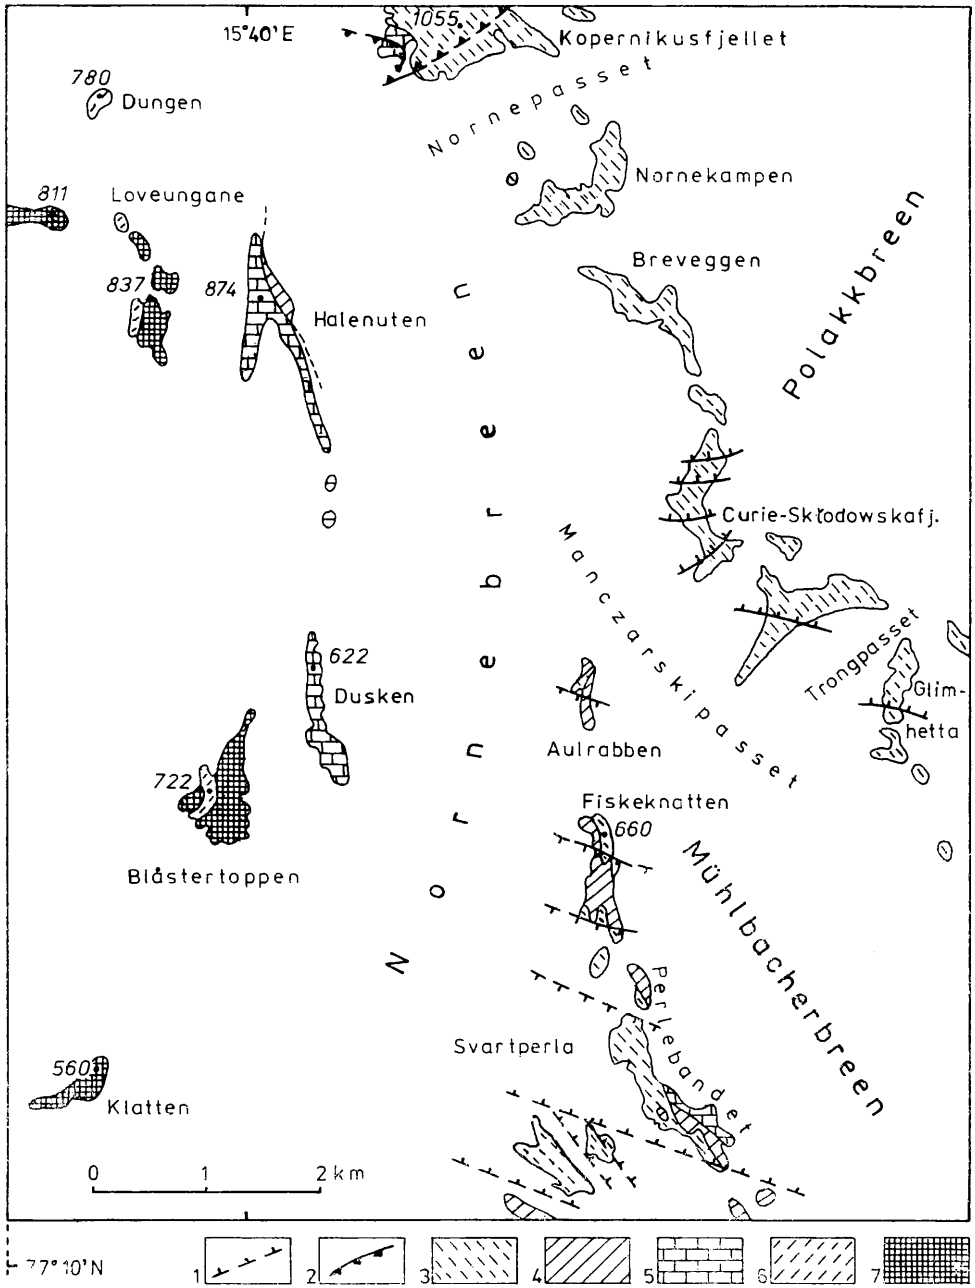 15°40'E
1055
Kopernikusfjellet
780
Dungen
Nornepasset
811
Loveungane
Nornekampen
Breveggen
Polakkbreen
837
874
Halenuten
Curie-Skłodowskafj.
Manczarskipasset
Trongpasset
Glim-
hetta
622
Dusken
Aulrabben
722
Blåstertoppen
Fiskeknatten
660
Nornebreen
Mühlbacherbreen
Perlebandet
Svartperla
560
Klatten
0 1 2 km
77°10'N
1 2 3 4 5 6 7